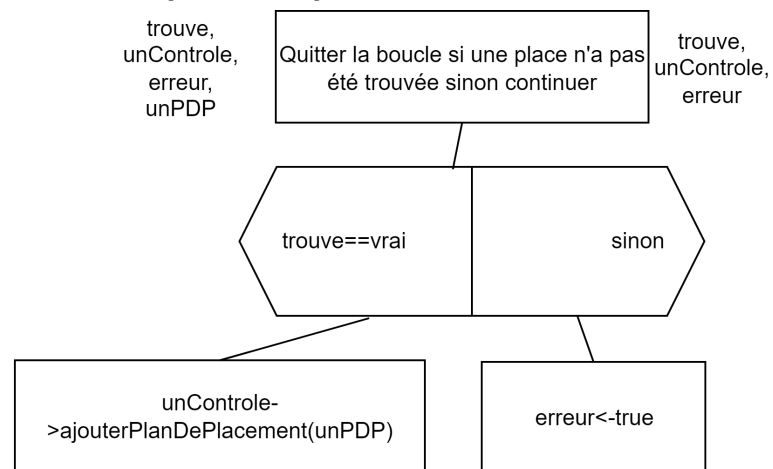 trouve,
unControle,
erreur,
unPDP
Quitter la boucle si une place n'a pas
été trouvée sinon continuer
trouve,
unControle,
erreur
trouve==vrai
sinon
unControle-
>ajouterPlanDePlacement(unPDP)
erreur<-true